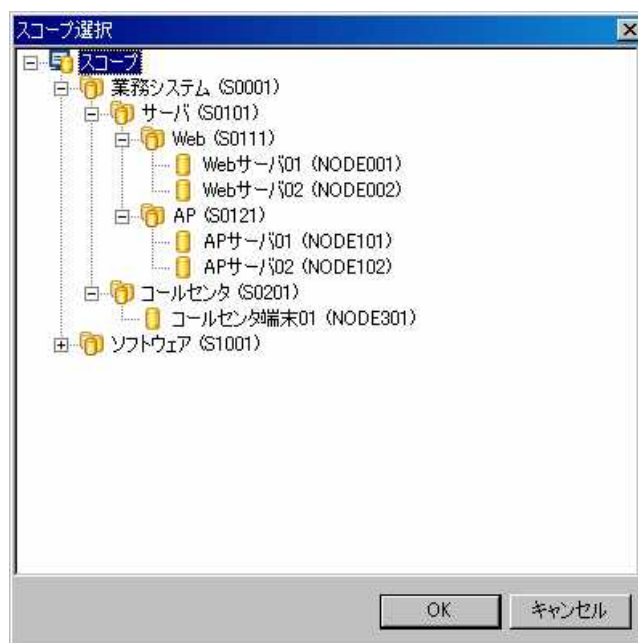 スコープ選択
スコープ
業務システム (S0001)
サーバ (S0101)
Web (S0111)
Webサーバ01 (NODE001)
Webサーバ02 (NODE002)
AP (S0121)
APサーバ01 (NODE101)
APサーバ02 (NODE102)
コールセンタ (S0201)
コールセンタ端末01 (NODE301)
ソフトウェア (S1001)
OK
キャンセル